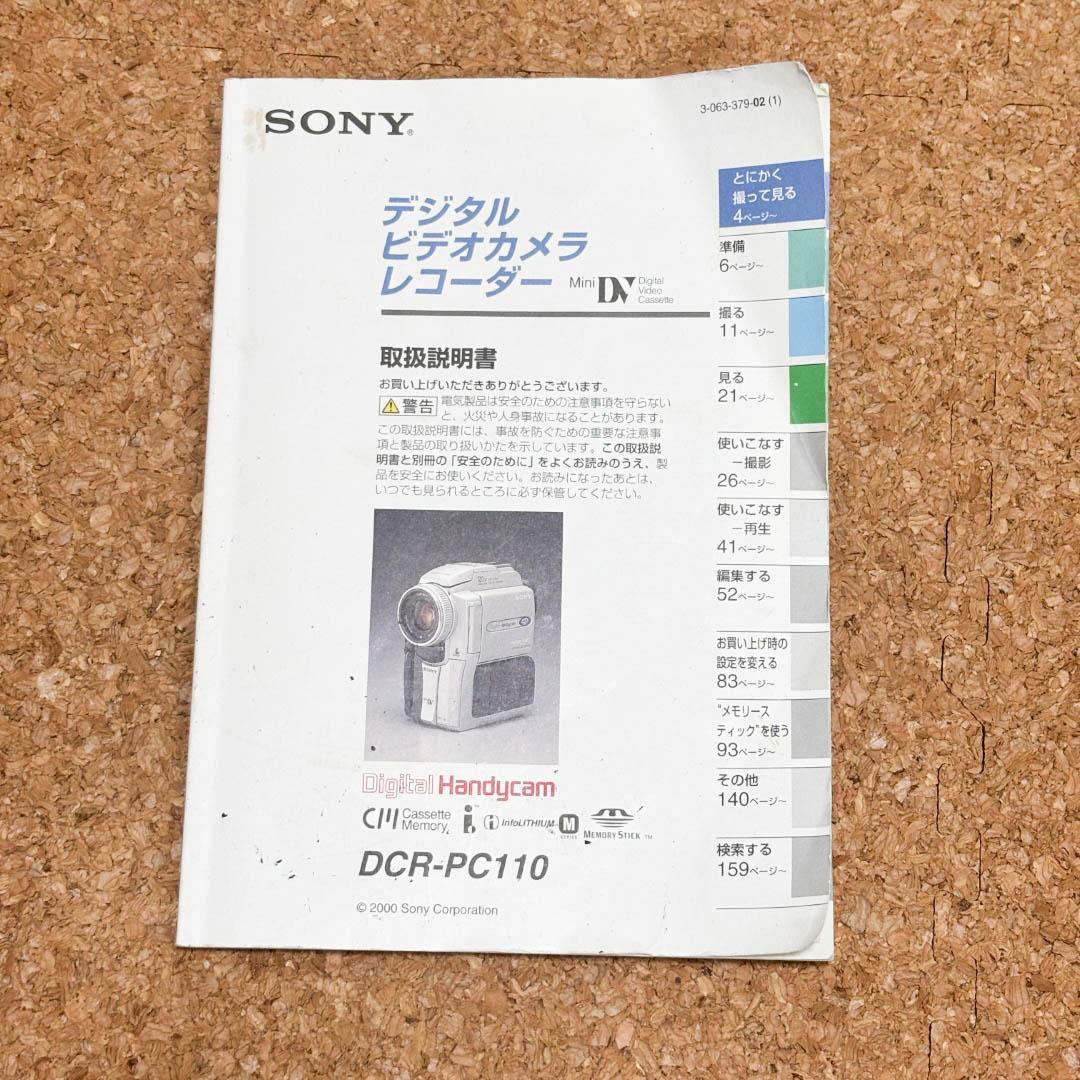 SONY®
3-063-379-02 (1)
デジタル
ビデオカメラ
レコーダー
Mini DV Digital
Video
Cassette
取扱説明書
お買い上げいただきありがとうございます。
警告 電気製品は安全のための注意事項を守らない
と、火災や人身事故になることがあります。
この取扱説明書には、事故を防ぐための重要な注意事
項と製品の取り扱いかたを示しています。この取扱説
明書と別冊の「安全のために」をよくお読みのうえ、製
品を安全にお使いください。お読みになったあとは、
いつでも見られるところに必ず保管してください。
SONY
SONY
Mini DV
Digital Handycam
CM Cassette
Memory
i
InfoLITHIUM M
SERIES
MEMORY STICK ™
DCR-PC110
© 2000 Sony Corporation
とにかく
撮って見る
4ページ〜
準備
6ページ〜
撮る
11ページ〜
見る
21ページ〜
使いこなす
－撮影
26ページ〜
使いこなす
－再生
41ページ〜
編集する
52ページ〜
お買い上げ時の
設定を変える
83ページ〜
“メモリース
ティック”を使う
93ページ〜
その他
140ページ〜
検索する
159ページ〜